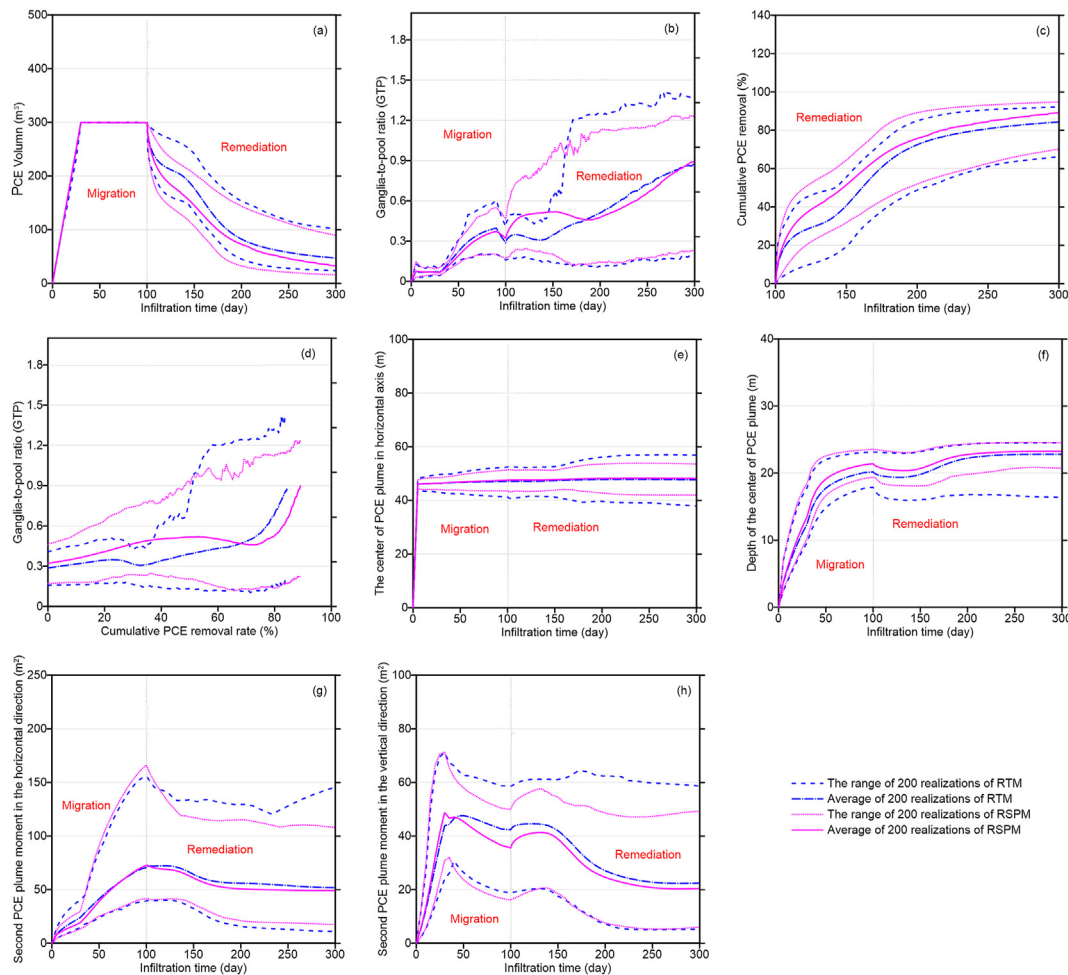 (a)
PCE Volumn (m³)
500
400
300
200
100
0
Remediation
Migration
0 50 100 150 200 250 300
Infiltration time (day)
(b)
Ganglia-to-pool ratio (GTP)
1.8
1.5
1.2
0.9
0.6
0.3
0
Migration
Remediation
0 50 100 150 200 250 300
Infiltration time (day)
(c)
Cumulative PCE removal (%)
140
120
100
80
60
40
20
0
Remediation
100 150 200 250 300
Infiltration time (day)
(d)
Ganglia-to-pool ratio (GTP)
1.8
1.5
1.2
0.9
0.6
0.3
0
0 20 40 60 80 100
Cumulative PCE removal rate (%)
(e)
The center of PCE plume in horizontal axis (m)
100
80
60
40
20
0
Migration
Remediation
0 50 100 150 200 250 300
Infiltration time (day)
(f)
Depth of the center of PCE plume (m)
40
30
20
10
0
Remediation
Migration
0 50 100 150 200 250 300
Infiltration time (day)
(g)
Second PCE plume moment in the horizontal direction (m²)
250
200
150
100
50
0
Migration
Remediation
0 50 100 150 200 250 300
Infiltration time (day)
(h)
Second PCE plume moment in the vertical direction (m²)
100
80
60
40
20
0
Remediation
Migration
0 50 100 150 200 250 300
Infiltration time (day)
The range of 200 realizations of RTM
Average of 200 realizations of RTM
The range of 200 realizations of RSPM
Average of 200 realizations of RSPM